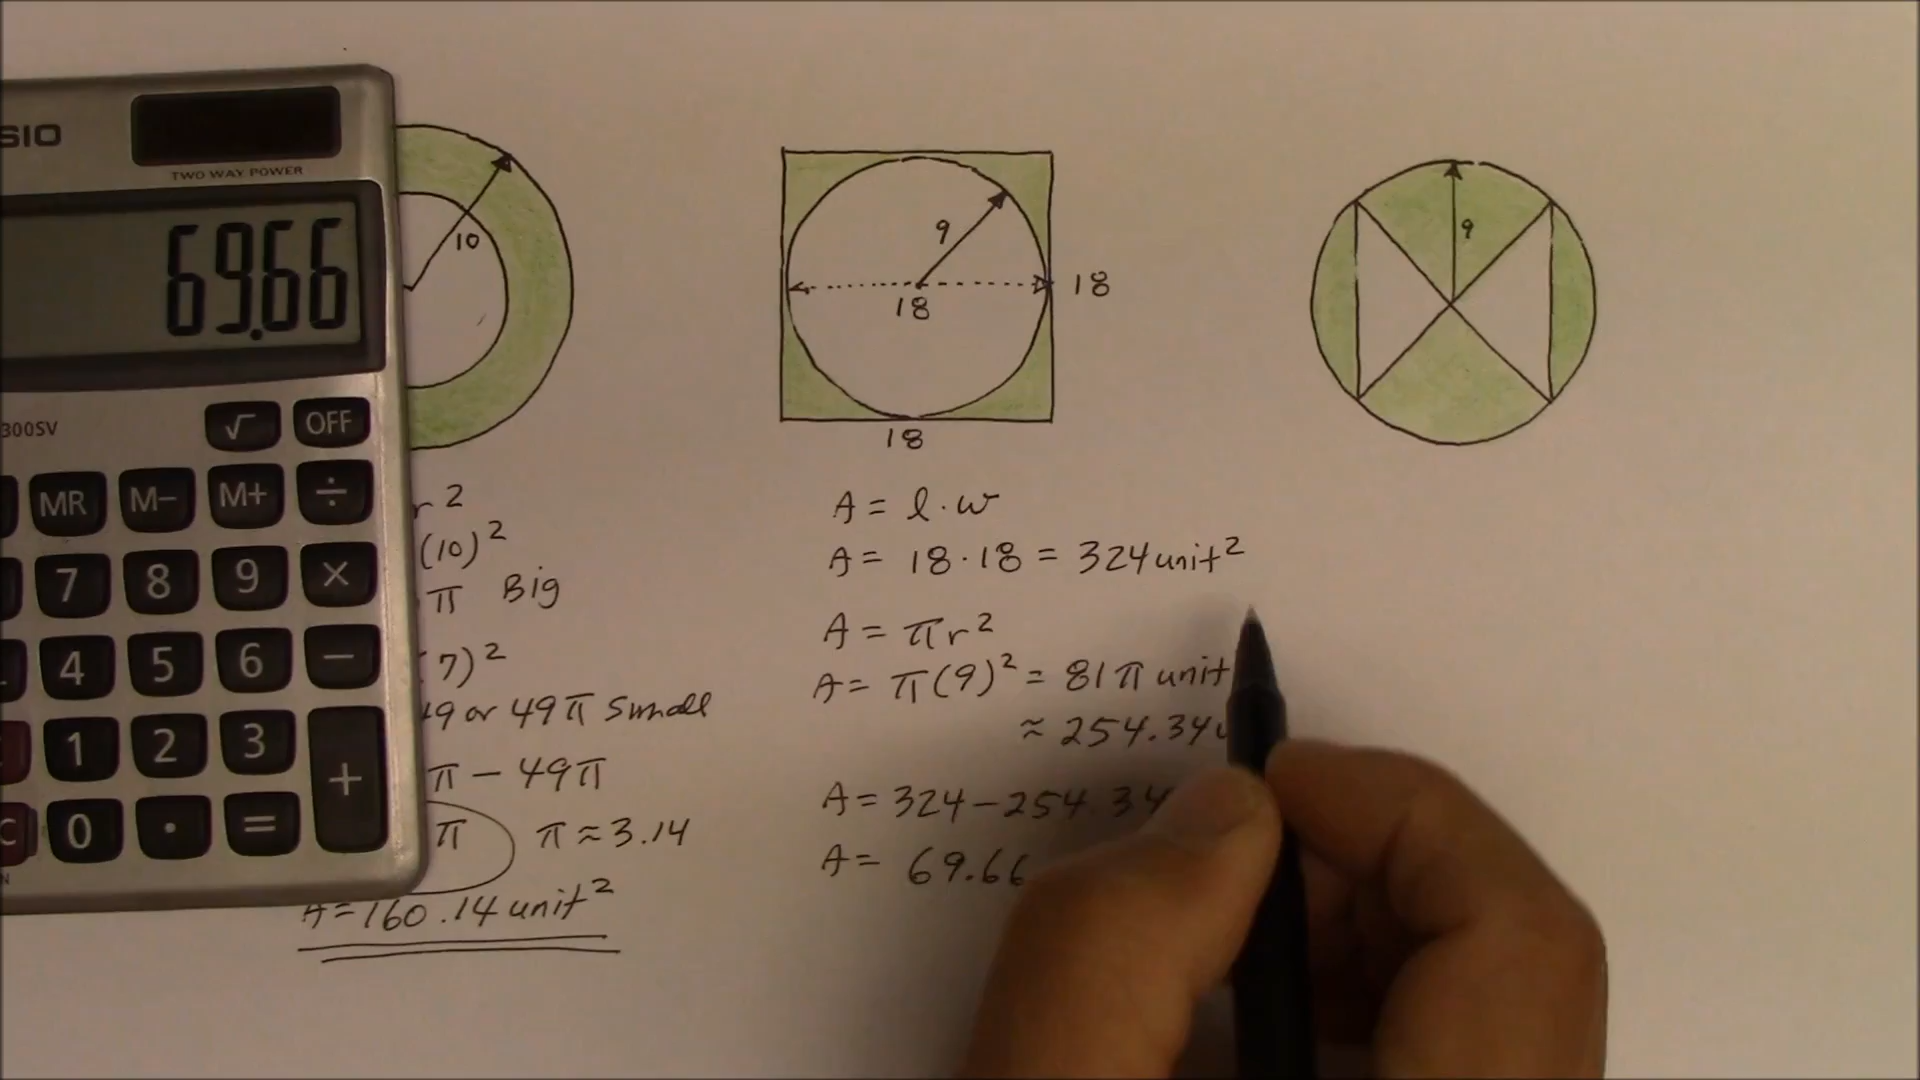 SIO
TWO WAY POWER
69.66
300SV
√ OFF
MR M− M+ ÷
7 8 9 ×
4 5 6 −
1 2 3
0 · = +
C
10
r²
(10)²
π Big
7)²
49 or 49π Small
π − 49π
π π ≈ 3.14
A = 160.14 unit²
9
18
18
18
A = l · w
A = 18 · 18 = 324 unit²
A = πr²
A = π(9)² = 81π unit
≈ 254.34u
A = 324 − 254.34
A = 69.66
9